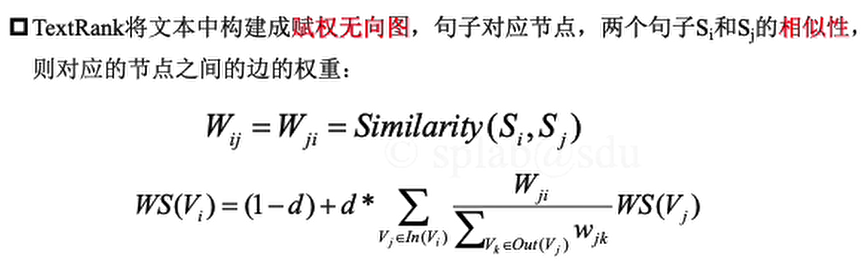 TextRank将文本中构建成赋权无向图，句子对应节点，两个句子Si和Sj的相似性，
则对应的节点之间的边的权重：
W_{ij} = W_{ji} = Similarity(S_i, S_j)
© splab@sdu
WS(V_i) = (1-d) + d * \sum_{V_j \in In(V_i)} \frac{W_{ji}}{\sum_{V_k \in Out(V_j)} w_{jk}} WS(V_j)